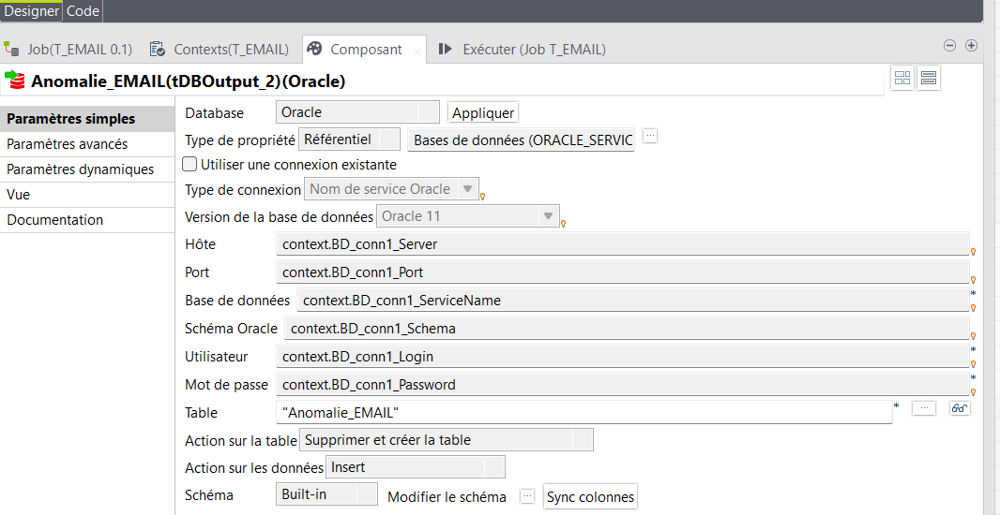 Designer Code
Job(T_EMAIL 0.1) Contexts(T_EMAIL) Composant Exécuter (Job T_EMAIL)
Anomalie_EMAIL(tDBOutput_2)(Oracle)
Paramètres simples
Paramètres avancés
Paramètres dynamiques
Vue
Documentation
Database Oracle Appliquer
Type de propriété Référentiel Bases de données (ORACLE_SERVIC ...
Utiliser une connexion existante
Type de connexion Nom de service Oracle
Version de la base de données Oracle 11
Hôte context.BD_conn1_Server
Port context.BD_conn1_Port
Base de données context.BD_conn1_ServiceName *
Schéma Oracle context.BD_conn1_Schema
Utilisateur context.BD_conn1_Login *
Mot de passe context.BD_conn1_Password *
Table "Anomalie_EMAIL" * ...
Action sur la table Supprimer et créer la table
Action sur les données Insert
Schéma Built-in Modifier le schéma ... Sync colonnes